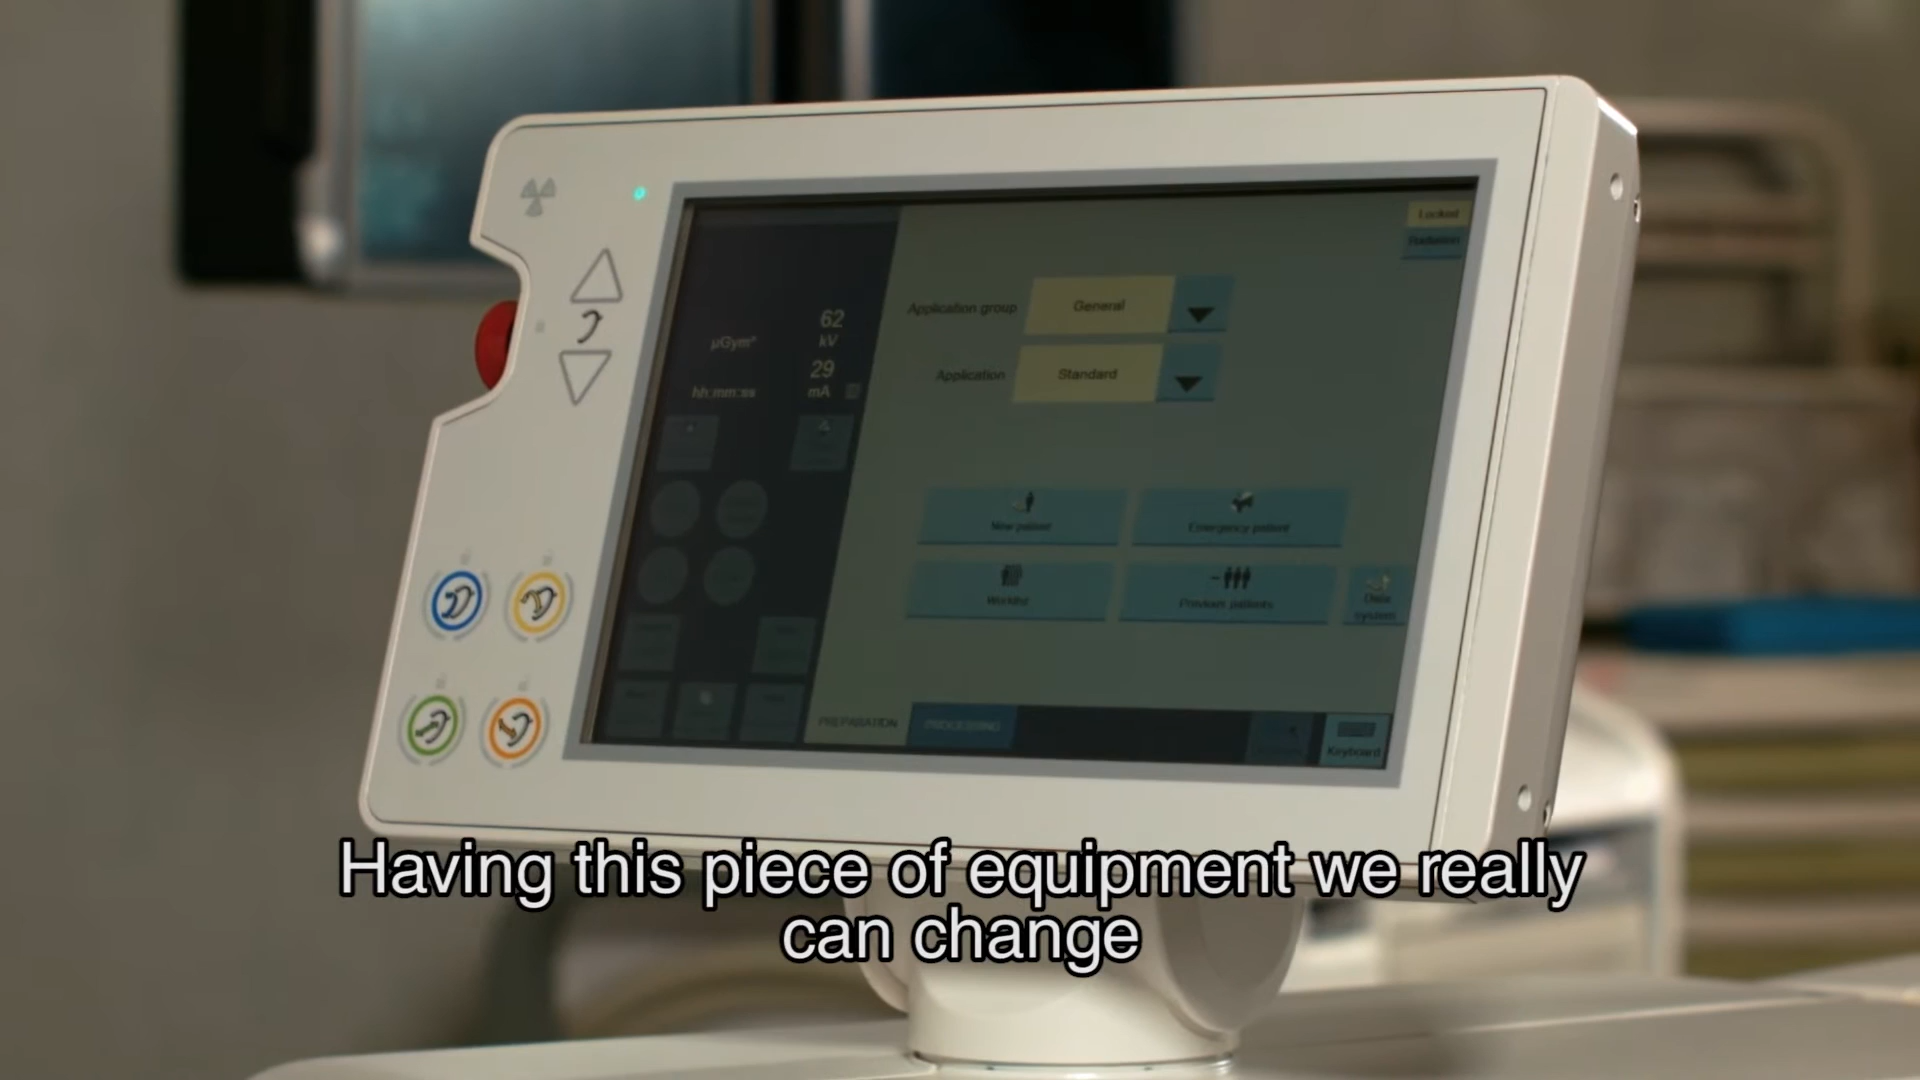 Locked
Radiation
Application group
General
62
kV
µGym²
Application
Standard
29
mA
hh:mm:ss
New patient
Emergency patient
Worklist
Previous patients
Data
system
PREPARATION
PROCESSING
Keyboard
Having this piece of equipment we really
can change